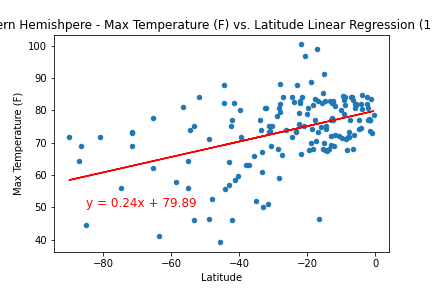 ern Hemishpere - Max Temperature (F) vs. Latitude Linear Regression (1
100
90
80
70
60
50
40
Max Temperature (F)
y = 0.24x + 79.89
−80 −60 −40 −20 0
Latitude